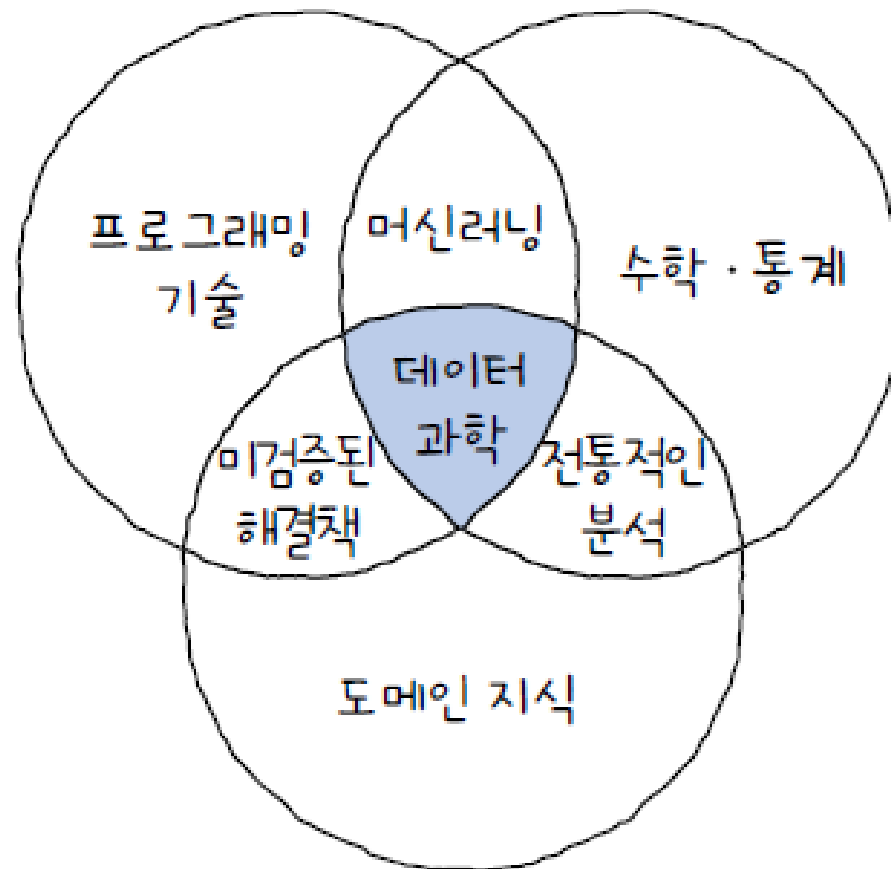 프로그래밍
기술
머신러닝
수학·통계
데이터
과학
미검증된
해결책
전통적인
분석
도메인 지식